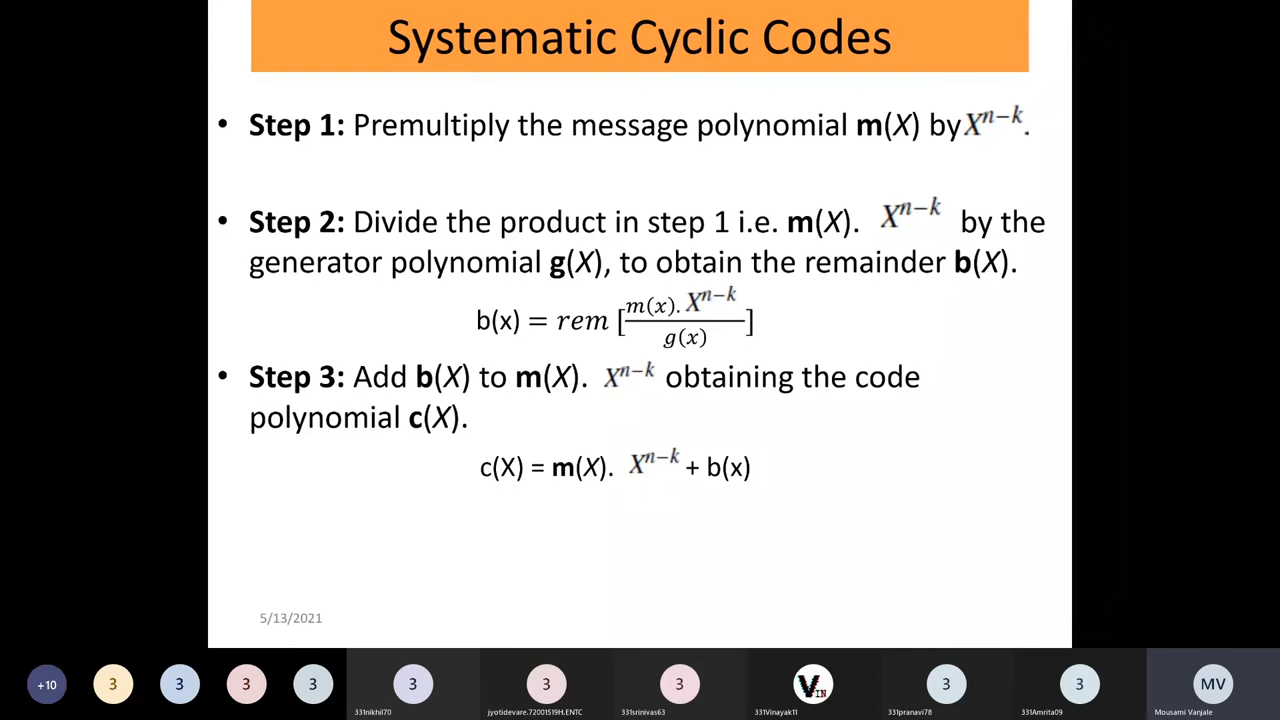 Systematic Cyclic Codes
• Step 1: Premultiply the message polynomial m(X) by X^{n−k}.
• Step 2: Divide the product in step 1 i.e. m(X). X^{n−k} by the
generator polynomial g(X), to obtain the remainder b(X).
b(x) = rem [\frac{m(x). X^{n−k}}{g(x)}]
• Step 3: Add b(X) to m(X). X^{n−k} obtaining the code
polynomial c(X).
c(X) = m(X). X^{n−k} + b(x)
5/13/2021
+10 3 3 3 3 3 3 3 VIN 3 3 MV
331nikhil70 jyotidevare.72001519H.ENTC 331srinivas63 331Vinayak11 331pranavi78 331Amrita09 Mousami Vanjale